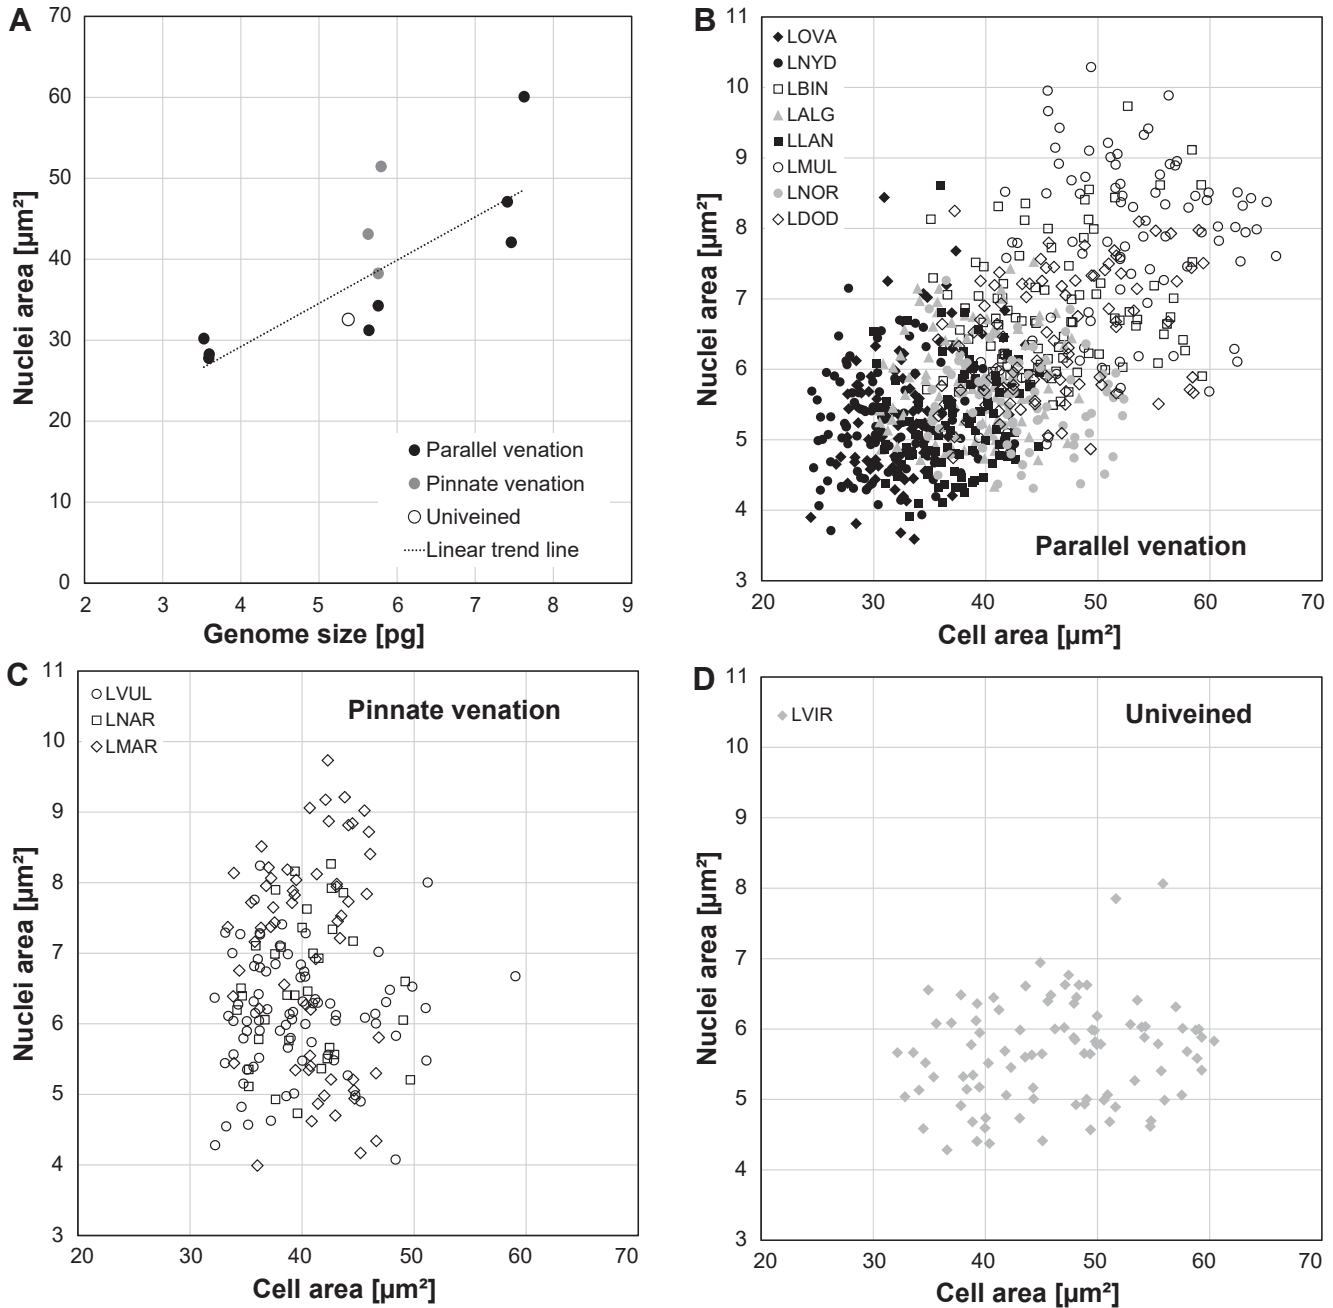 A
70
60
50
40
30
20
10
0
2 3 4 5 6 7 8 9
Nuclei area [µm²]
Genome size [pg]
Parallel venation
Pinnate venation
Univeined
Linear trend line
B
11
10
9
8
7
6
5
4
3
20 30 40 50 60 70
Nuclei area [µm²]
Cell area [µm²]
LOVA
LNYD
LBIN
LALG
LLAN
LMUL
LNOR
LDOD
Parallel venation
C
11
10
9
8
7
6
5
4
3
20 30 40 50 60 70
Nuclei area [µm²]
Cell area [µm²]
LVUL
LNAR
LMAR
Pinnate venation
D
11
10
9
8
7
6
5
4
3
20 30 40 50 60 70
Nuclei area [µm²]
Cell area [µm²]
LVIR
Univeined